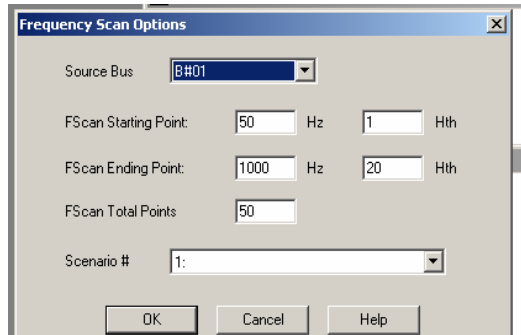 Frequency Scan Options
Source Bus B#01
FScan Starting Point: 50 Hz 1 Hth
FScan Ending Point: 1000 Hz 20 Hth
FScan Total Points 50
Scenario # 1:
OK Cancel Help